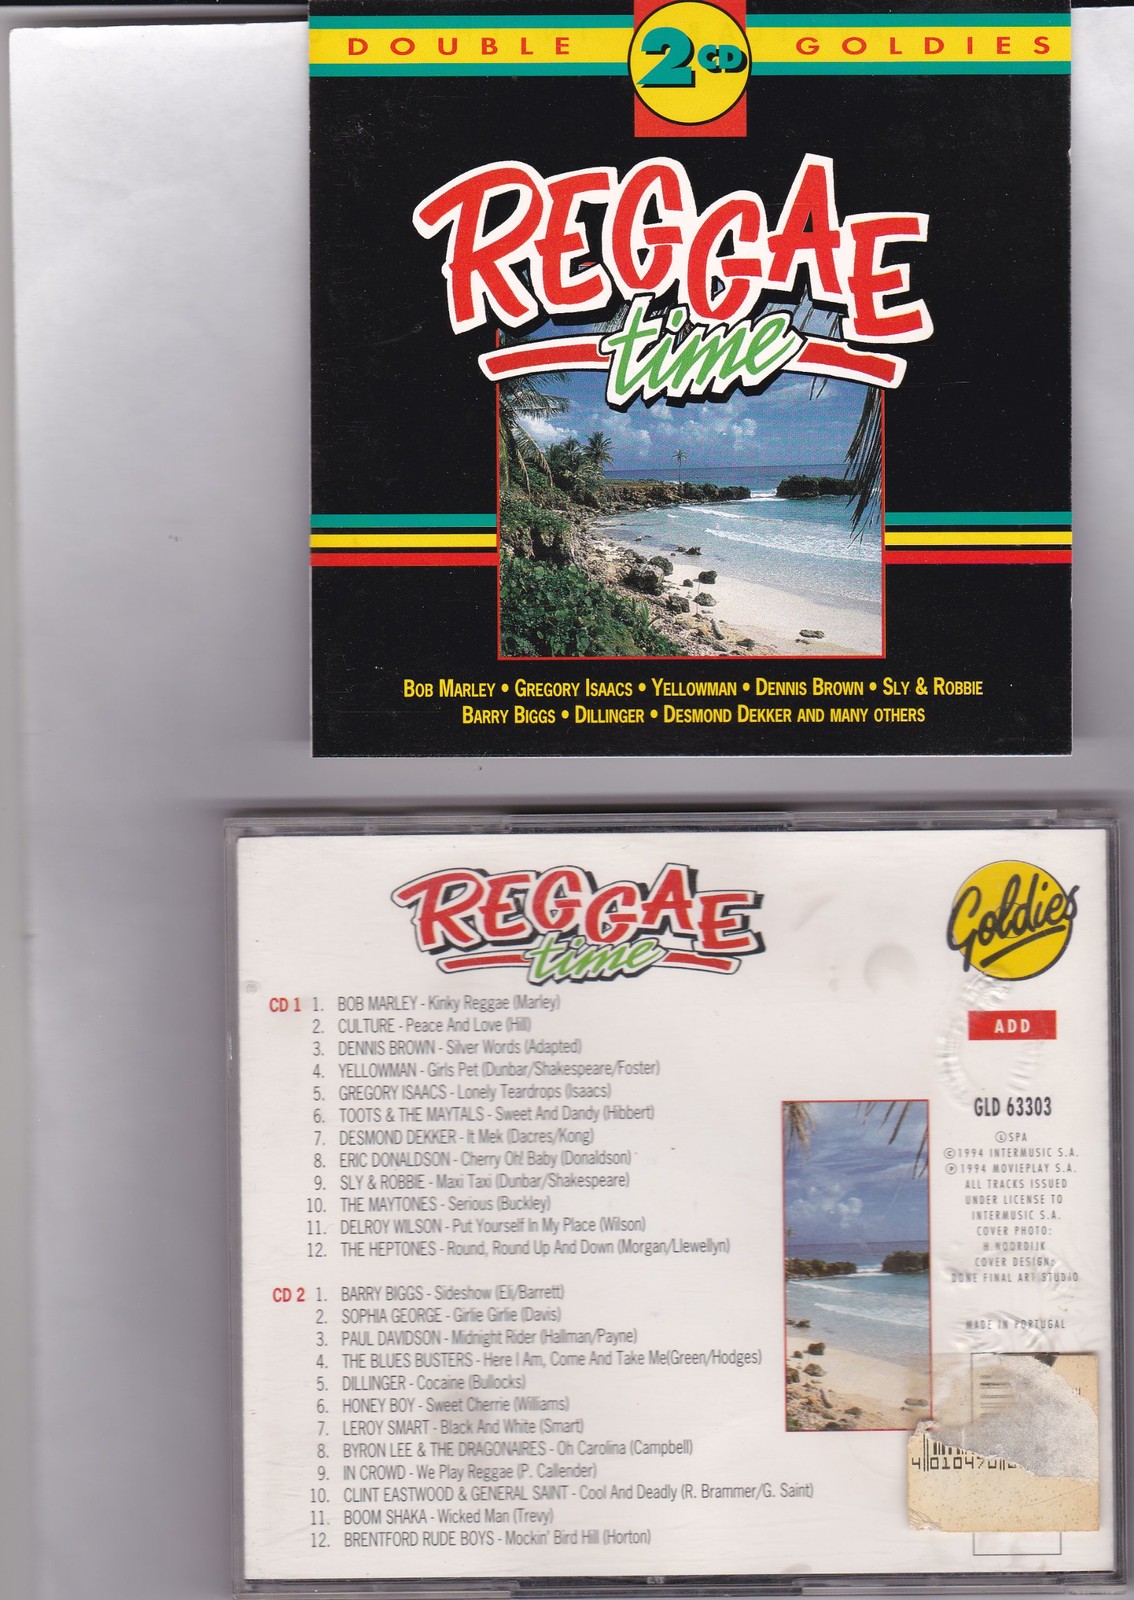 DOUBLE 2CD GOLDIES
REGGAE
time
BOB MARLEY • GREGORY ISAACS • YELLOWMAN • DENNIS BROWN • SLY & ROBBIE
BARRY BIGGS • DILLINGER • DESMOND DEKKER AND MANY OTHERS
REGGAE
time
Goldies
CD 1 1. BOB MARLEY - Kinky Reggae (Marley)
2. CULTURE - Peace And Love (Hill)
3. DENNIS BROWN - Silver Words (Adapted)
4. YELLOWMAN - Girls Pet (Dunbar/Shakespeare/Foster)
5. GREGORY ISAACS - Lonely Teardrops (Isaacs)
6. TOOTS & THE MAYTALS - Sweet And Dandy (Hibbert)
7. DESMOND DEKKER - It Mek (Dacres/Kong)
8. ERIC DONALDSON - Cherry Oh! Baby (Donaldson)
9. SLY & ROBBIE - Maxi Taxi (Dunbar/Shakespeare)
10. THE MAYTONES - Serious (Buckley)
11. DELROY WILSON - Put Yourself In My Place (Wilson)
12. THE HEPTONES - Round, Round Up And Down (Morgan/Llewellyn)
CD 2 1. BARRY BIGGS - Sideshow (Eli/Barrett)
2. SOPHIA GEORGE - Girlie Girlie (Davis)
3. PAUL DAVIDSON - Midnight Rider (Hallman/Payne)
4. THE BLUES BUSTERS - Here I Am, Come And Take Me(Green/Hodges)
5. DILLINGER - Cocaine (Bullocks)
6. HONEY BOY - Sweet Cherrie (Williams)
7. LEROY SMART - Black And White (Smart)
8. BYRON LEE & THE DRAGONAIRES - Oh Carolina (Campbell)
9. IN CROWD - We Play Reggae (P. Callender)
10. CLINT EASTWOOD & GENERAL SAINT - Cool And Deadly (R. Brammer/G. Saint)
11. BOOM SHAKA - Wicked Man (Trevy)
12. BRENTFORD RUDE BOYS - Mockin' Bird Hill (Horton)
ADD
GLD 63303
Ⓛ SPA
©1994 INTERMUSIC S.A.
℗1994 MOVIEPLAY S.A.
ALL TRACKS ISSUED
UNDER LICENSE TO
INTERMUSIC S.A.
COVER PHOTO:
H.NOORDIJK
COVER DESIGN:
DONE FINAL ART STUDIO
MADE IN PORTUGAL
4 010470